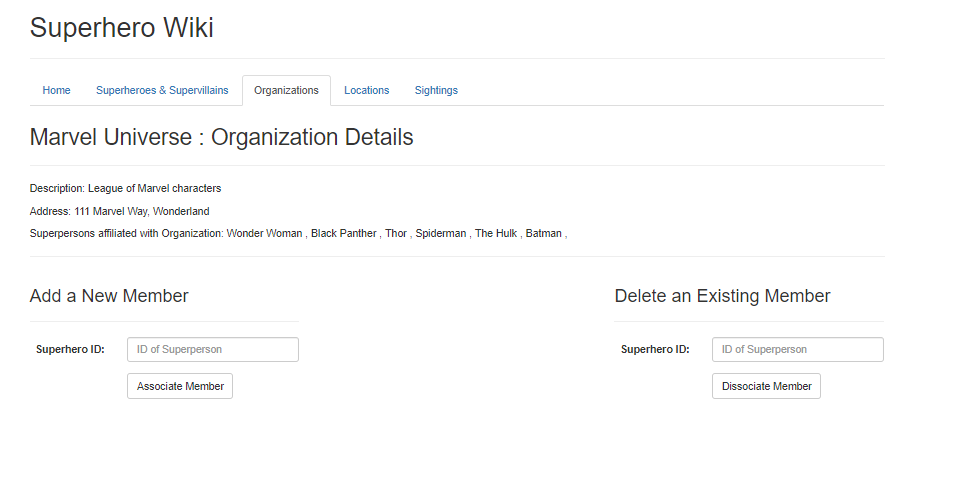 Superhero Wiki
Home Superheroes & Supervillains Organizations Locations Sightings
Marvel Universe : Organization Details
Description: League of Marvel characters
Address: 111 Marvel Way, Wonderland
Superpersons affiliated with Organization: Wonder Woman , Black Panther , Thor , Spiderman , The Hulk , Batman ,
Add a New Member
Superhero ID: ID of Superperson
Associate Member
Delete an Existing Member
Superhero ID: ID of Superperson
Dissociate Member